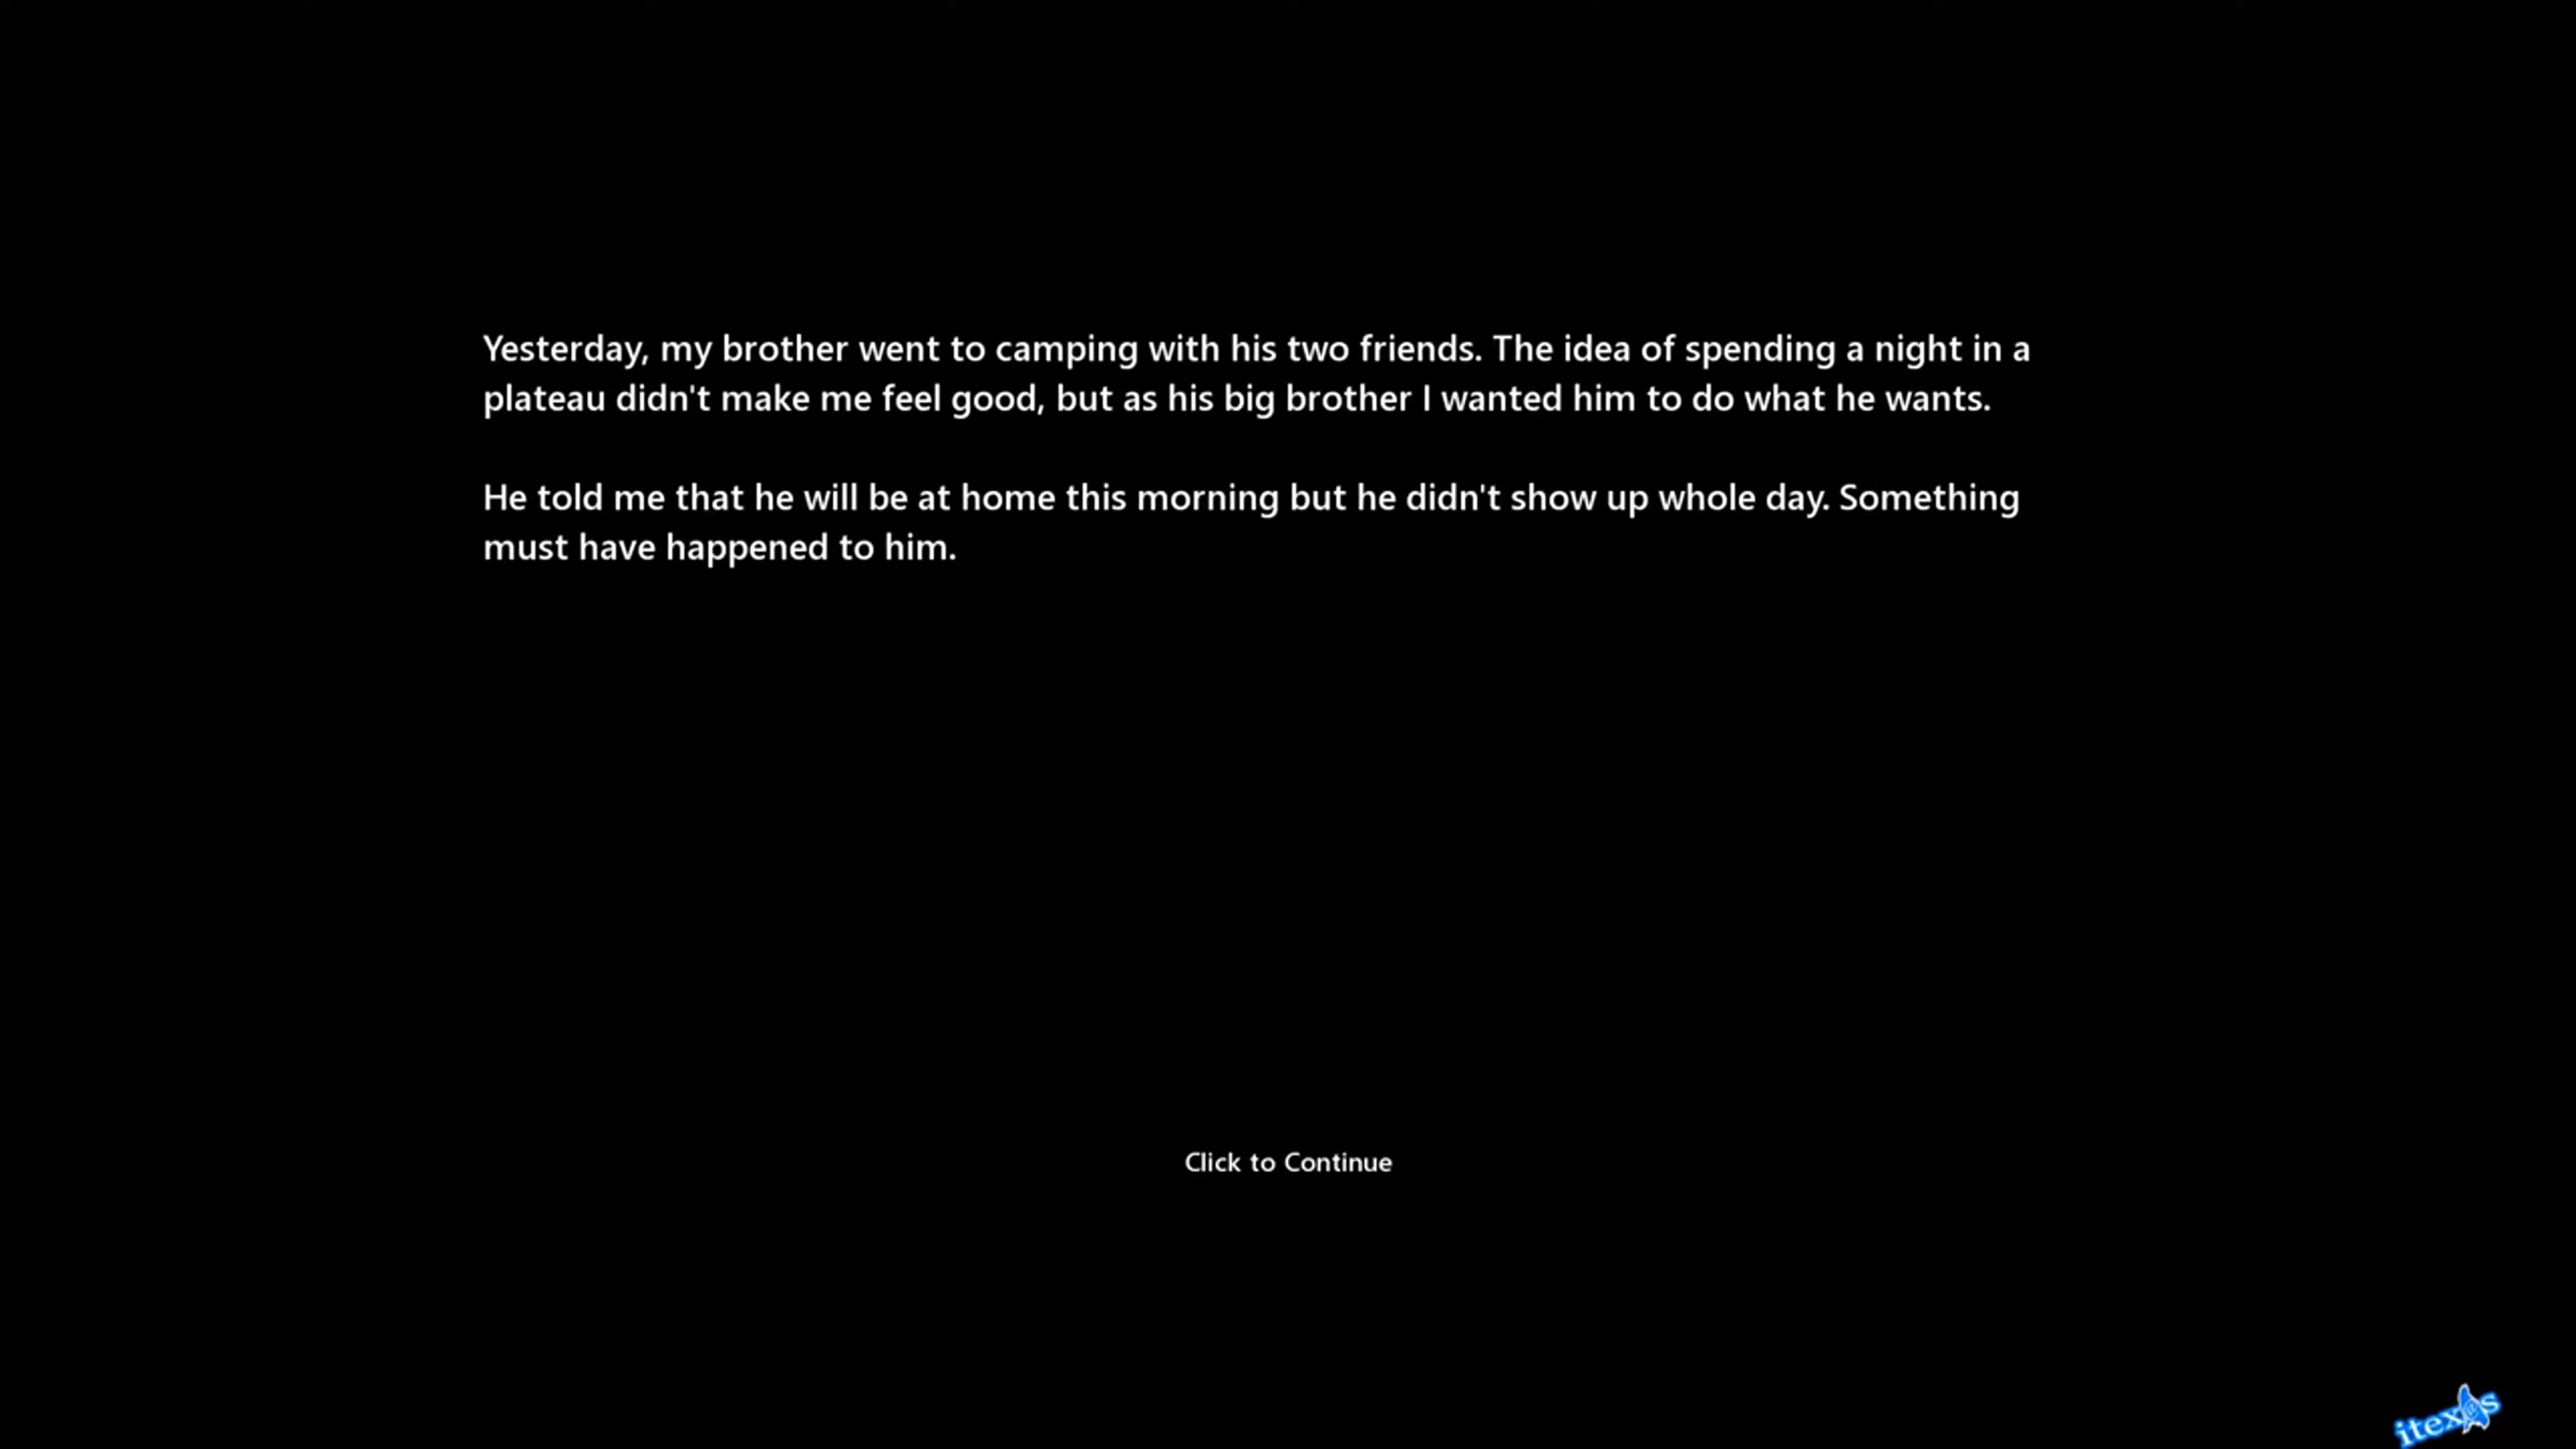 Yesterday, my brother went to camping with his two friends. The idea of spending a night in a
plateau didn't make me feel good, but as his big brother I wanted him to do what he wants.
He told me that he will be at home this morning but he didn't show up whole day. Something
must have happened to him.
Click to Continue
itexas